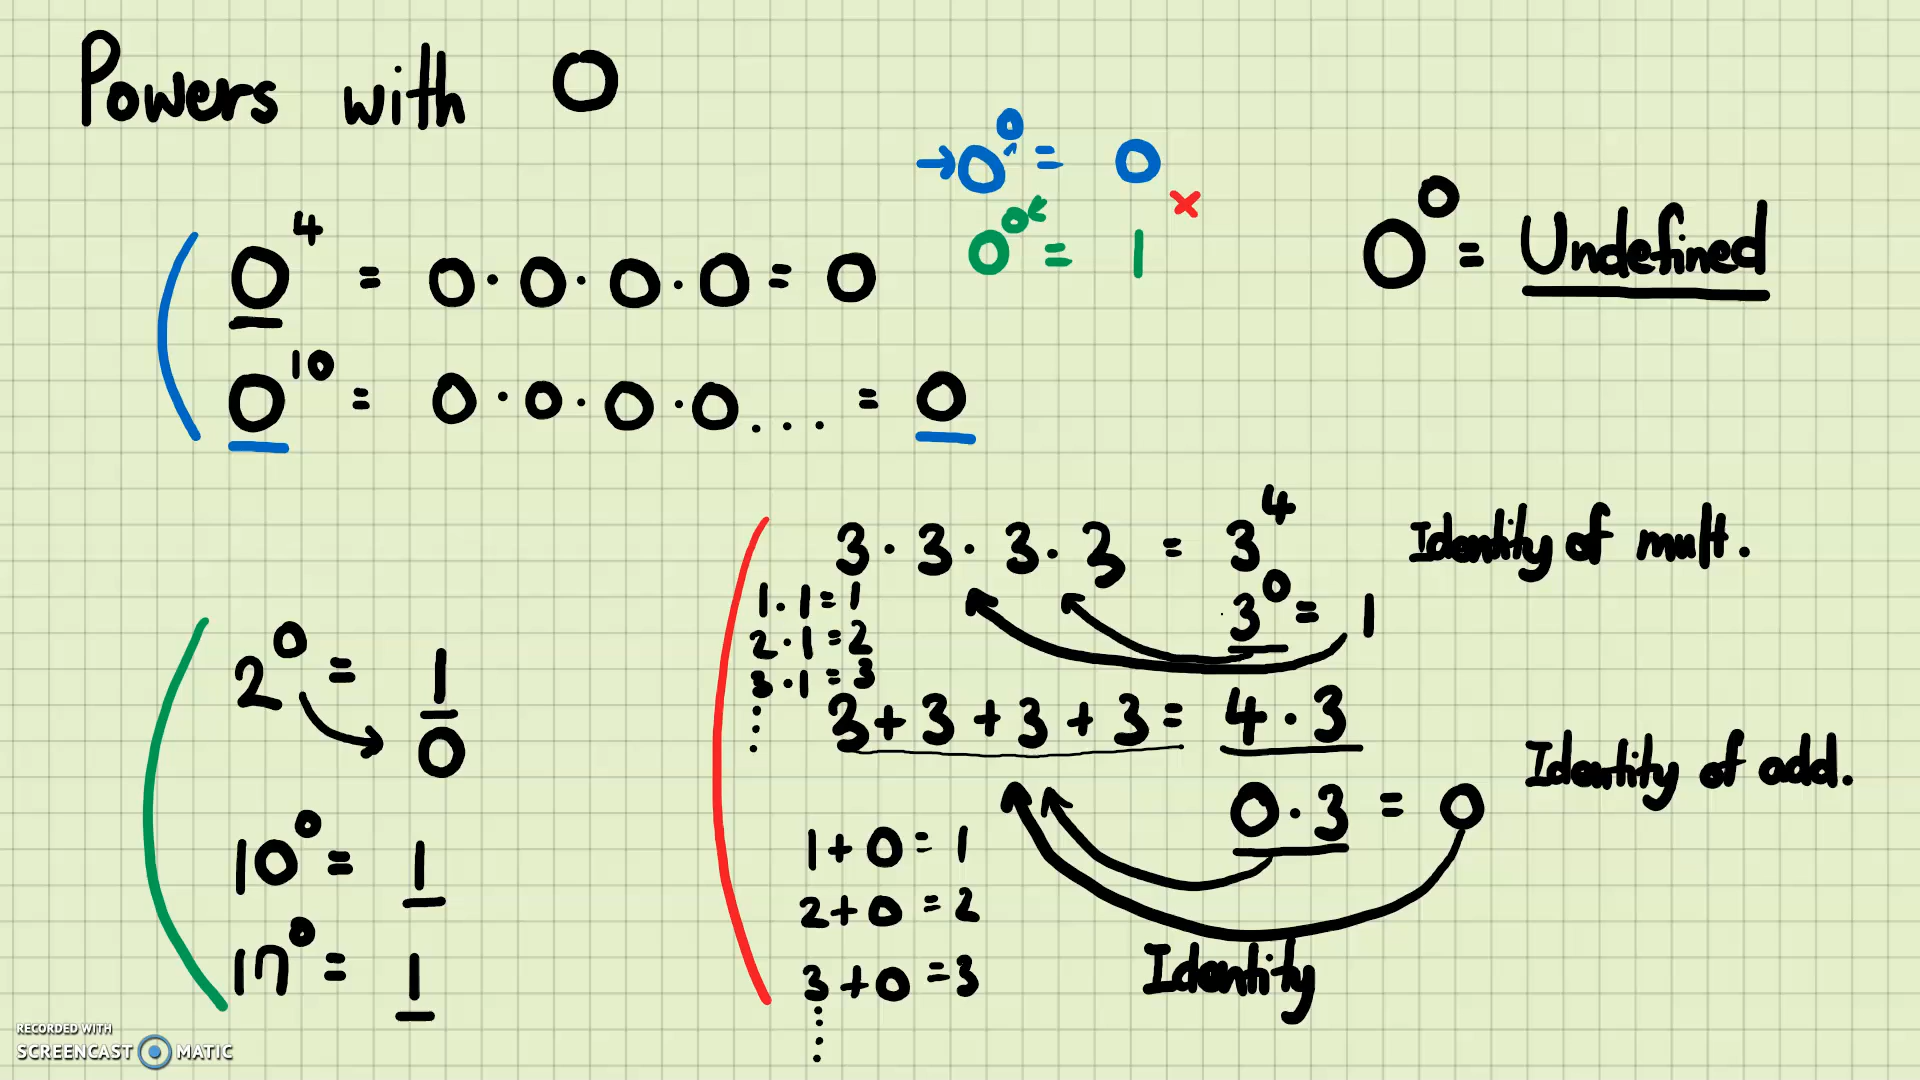 Powers with 0
→ 0^0 = 0
0^0 = 1
×
0^0 = Undefined
0^4 = 0 · 0 · 0 · 0 = 0
0^10 = 0 · 0 · 0 · 0 . . . = 0
3 · 3 · 3 · 3 = 3^4
Identity of mult.
3^0 = 1
1 · 1 = 1
2 · 1 = 2
3 · 1 = 3
3 + 3 + 3 + 3 = 4 · 3
0 · 3 = 0
Identity of add.
1 + 0 = 1
2 + 0 = 2
3 + 0 = 3
Identity
2^0 = 1
0
10^0 = 1
17^0 = 1
RECORDED WITH
SCREENCAST MATIC